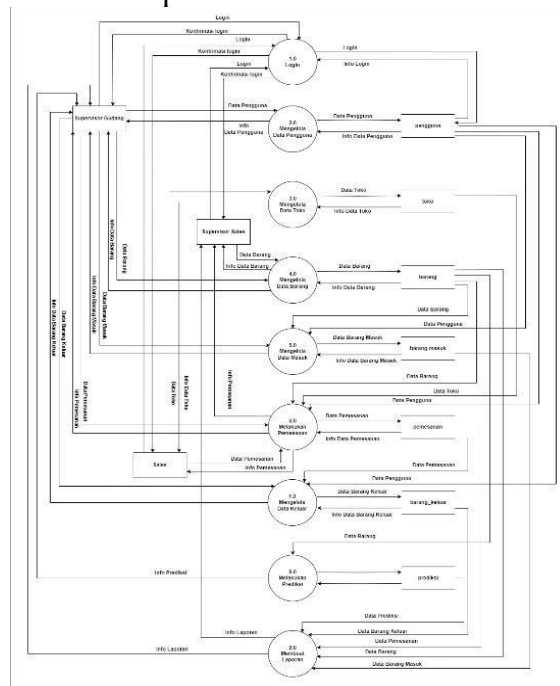 Login
Konfirmasi login
Login
Konfirmasi login
Login
Konfirmasi login
1.0
Login
Login
Info Login
Supervisor Gudang
Data Pengguna
Info
Data Pengguna
2.0
Mengelola
Data Pengguna
Data Pengguna
Info Data Pengguna
pengguna
3.0
Mengelola
Data Toko
Data Toko
Info Data Toko
toko
Supervisor Sales
Data Barang
Info Data Barang
4.0
Mengelola
Data Barang
Data Barang
Info Data Barang
barang
Info Data Barang
Data Barang
Info Data Barang Masuk
Data Barang Masuk
Info Data Barang Keluar
Data Barang Keluar
Data Barang
Data Pengguna
5.0
Mengelola
Data Masuk
Data Barang Masuk
Info Data Barang Masuk
barang masuk
Data Barang
Data Toko
Data Pengguna
Info Pemesanan
Data Pemesanan
Data Toko
Info Data Toko
Info Pemesanan
6.0
Melakukan
Pemesanan
Data Pemesanan
Info Data Pemesanan
pemesanan
Sales
Data Pemesanan
Info Pemesanan
Data Pemesanan
Data Pengguna
7.0
Mengelola
Data Keluar
Data Barang Keluar
Info Data Barang Keluar
barang_keluar
Data Barang
Info Prediksi
8.0
Melakukan
Prediksi
prediksi
Data Prediksi
Data Barang Keluar
Data Pemesanan
Data Barang
Data Barang Masuk
Info Laporan
Info Laporan
9.0
Membuat
Laporan